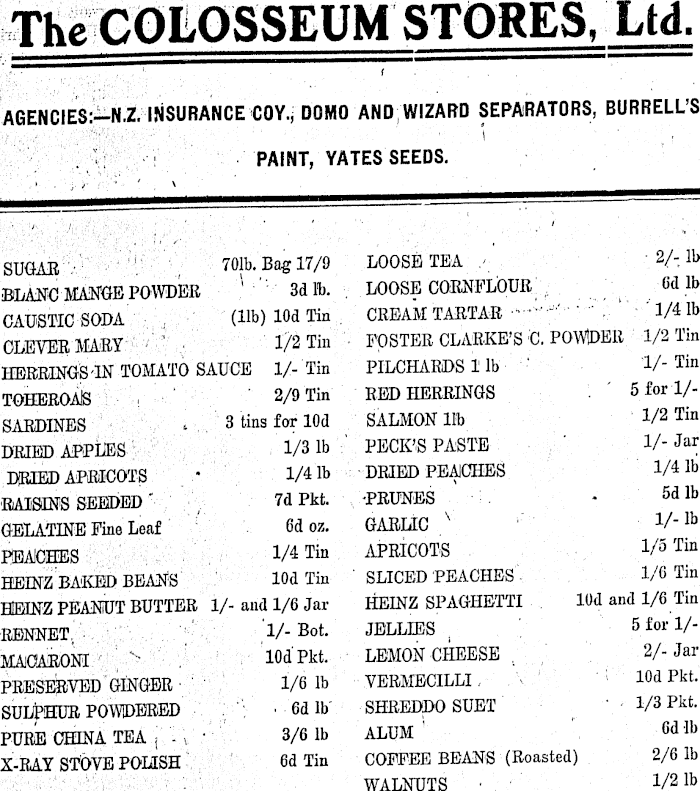 The COLOSSEUM STORES, Ltd.
AGENCIES:—N.Z. INSURANCE COY., DOMO AND WIZARD SEPARATORS, BURRELL'S
PAINT, YATES SEEDS.
SUGAR 70lb. Bag 17/9
BLANC MANGE POWDER 3d lb.
CAUSTIC SODA (1lb) 10d Tin
CLEVER MARY 1/2 Tin
HERRINGS IN TOMATO SAUCE 1/- Tin
TOHEROAS 2/9 Tin
SARDINES 3 tins for 10d
DRIED APPLES 1/3 lb
DRIED APRICOTS 1/4 lb
RAISINS SEEDED 7d Pkt.
GELATINE Fine Leaf 6d oz.
PEACHES 1/4 Tin
HEINZ BAKED BEANS 10d Tin
HEINZ PEANUT BUTTER 1/- and 1/6 Jar
RENNET 1/- Bot.
MACARONI 10d Pkt.
PRESERVED GINGER 1/6 lb
SULPHUR POWDERED 6d lb
PURE CHINA TEA 3/6 lb
X-RAY STOVE POLISH 6d Tin
LOOSE TEA 2/- lb
LOOSE CORNFLOUR 6d lb
CREAM TARTAR 1/4 lb
FOSTER CLARKE'S C. POWDER 1/2 Tin
PILCHARDS 1 lb 1/- Tin
RED HERRINGS 5 for 1/-
SALMON 1lb 1/2 Tin
PECK'S PASTE 1/- Jar
DRIED PEACHES 1/4 lb
PRUNES 5d lb
GARLIC 1/- lb
APRICOTS 1/5 Tin
SLICED PEACHES 1/6 Tin
HEINZ SPAGHETTI 10d and 1/6 Tin
JELLIES 5 for 1/-
LEMON CHEESE 2/- Jar
VERMECILLI 10d Pkt.
SHREDDO SUET 1/3 Pkt.
ALUM 6d lb
COFFEE BEANS (Roasted) 2/6 lb
WALNUTS 1/2 lb